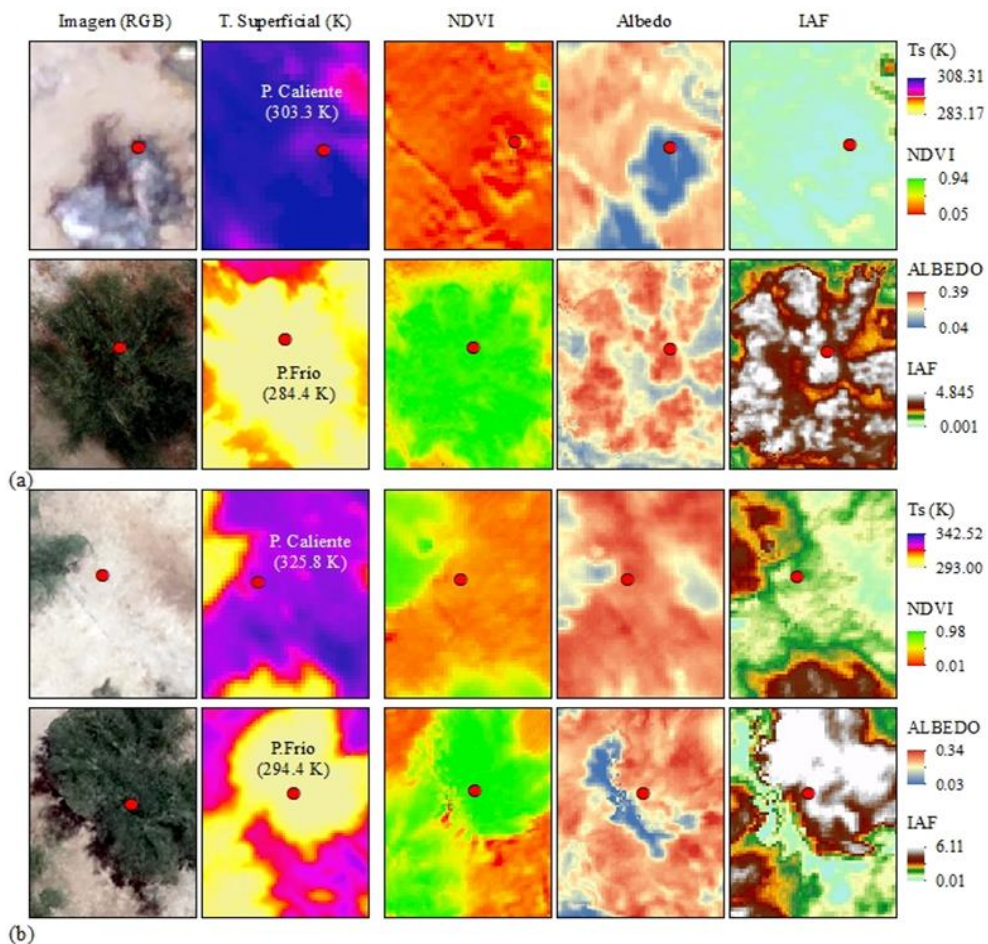 Imagen (RGB) T. Superficial (K) NDVI Albedo IAF
P. Caliente
(303.3 K)
Ts (K)
308.31
283.17
NDVI
0.94
0.05
P.Frio
(284.4 K)
ALBEDO
0.39
0.04
IAF
4.845
0.001
(a)
P. Caliente
(325.8 K)
Ts (K)
342.52
293.00
NDVI
0.98
0.01
P.Frio
(294.4 K)
ALBEDO
0.34
0.03
IAF
6.11
0.01
(b)